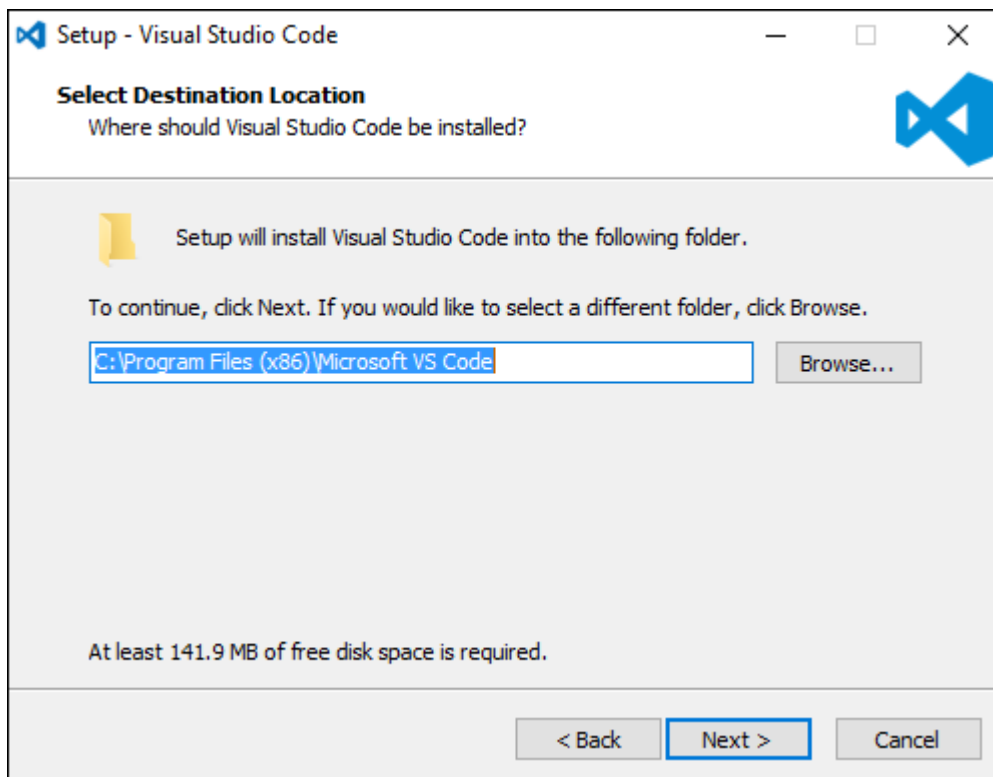 Setup - Visual Studio Code
Select Destination Location
Where should Visual Studio Code be installed?
Setup will install Visual Studio Code into the following folder.
To continue, click Next. If you would like to select a different folder, click Browse.
C:\Program Files (x86)\Microsoft VS Code
Browse...
At least 141.9 MB of free disk space is required.
< Back
Next >
Cancel